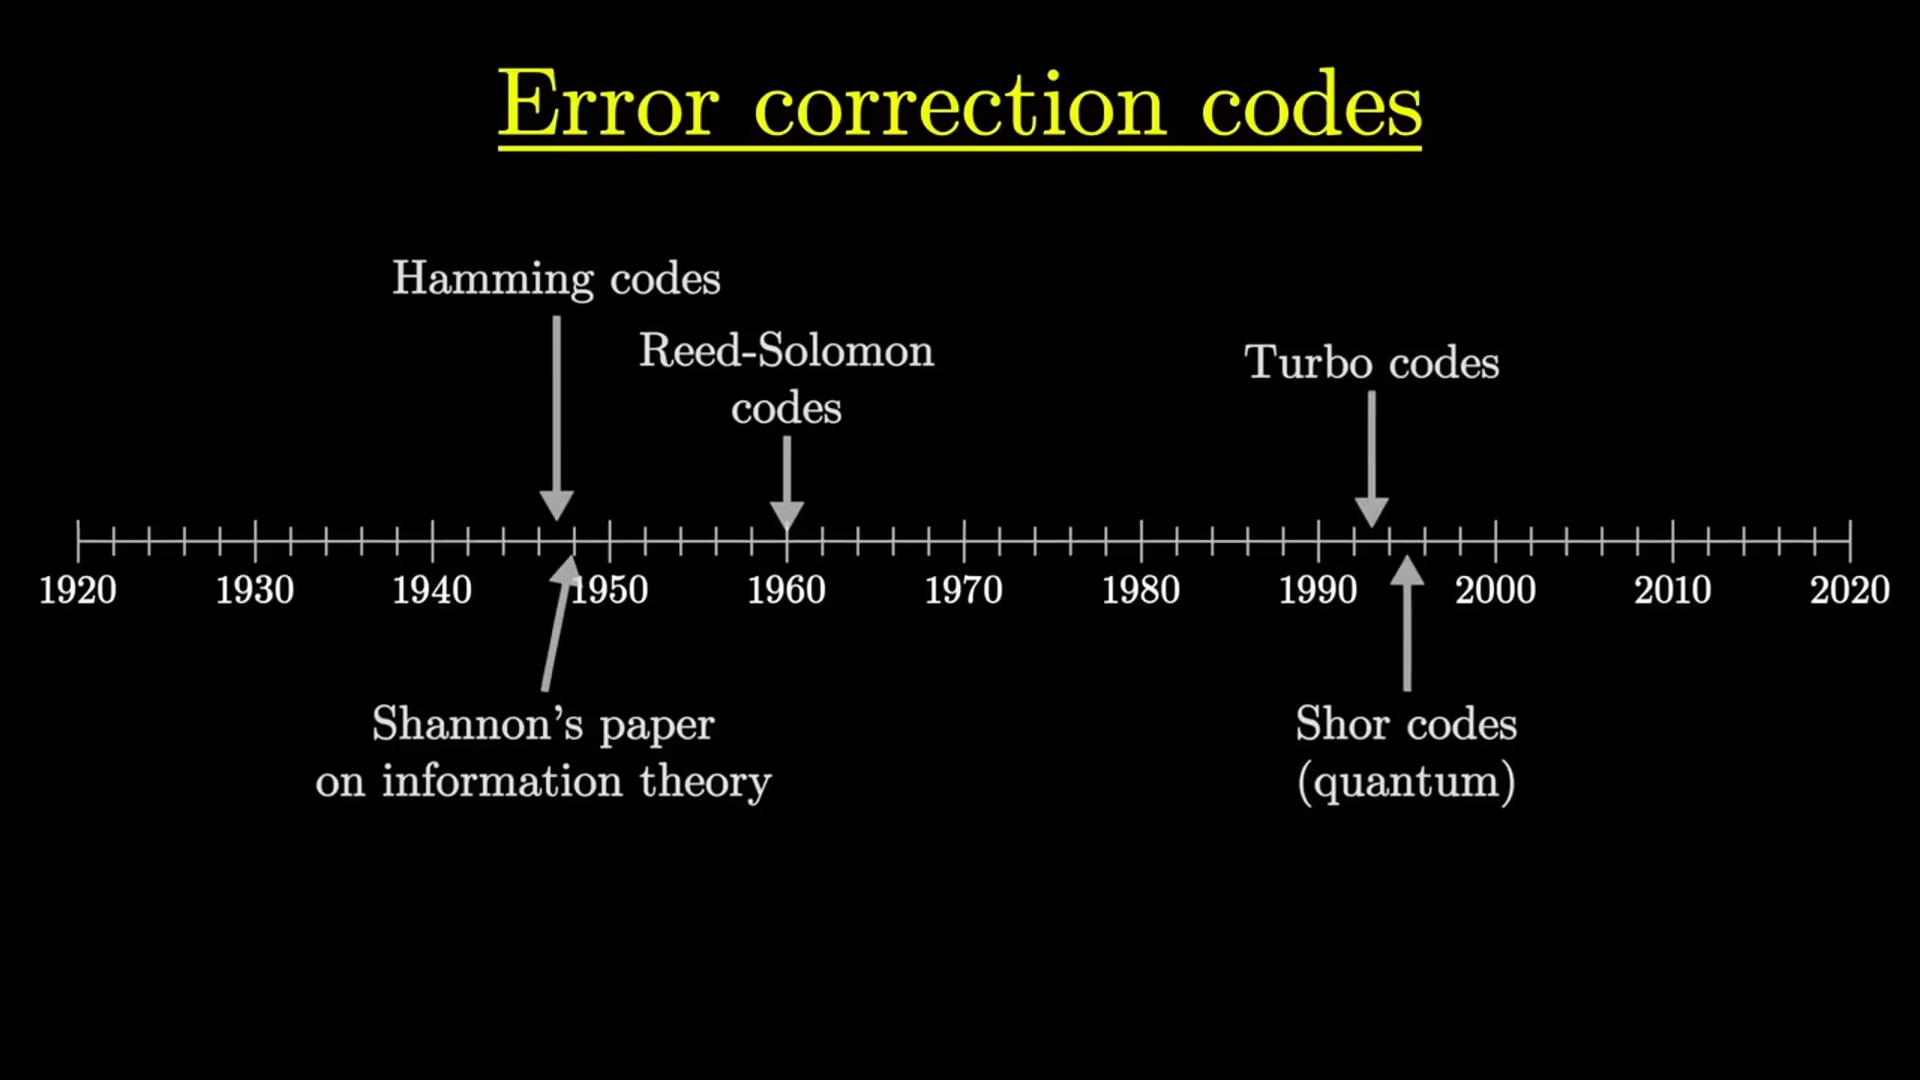 Error correction codes
Hamming codes
Reed-Solomon
codes
Turbo codes
1920 1930 1940 1950 1960 1970 1980 1990 2000 2010 2020
Shannon’s paper
on information theory
Shor codes
(quantum)